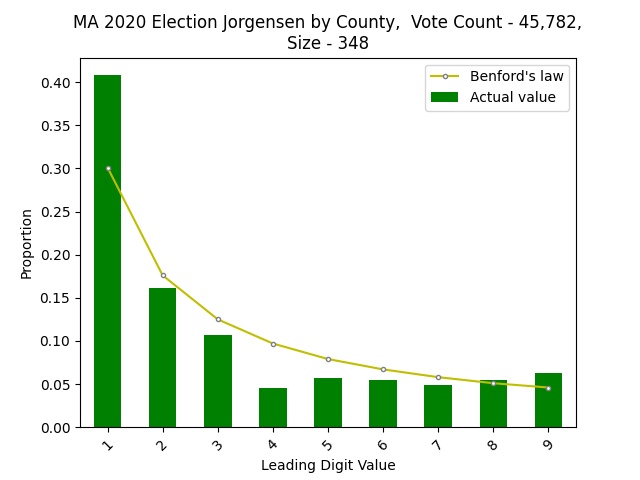 MA 2020 Election Jorgensen by County,  Vote Count - 45,782,
Size - 348
Benford's law
Actual value
0.40
0.35
0.30
0.25
0.20
0.15
0.10
0.05
0.00
Proportion
1 2 3 4 5 6 7 8 9
Leading Digit Value